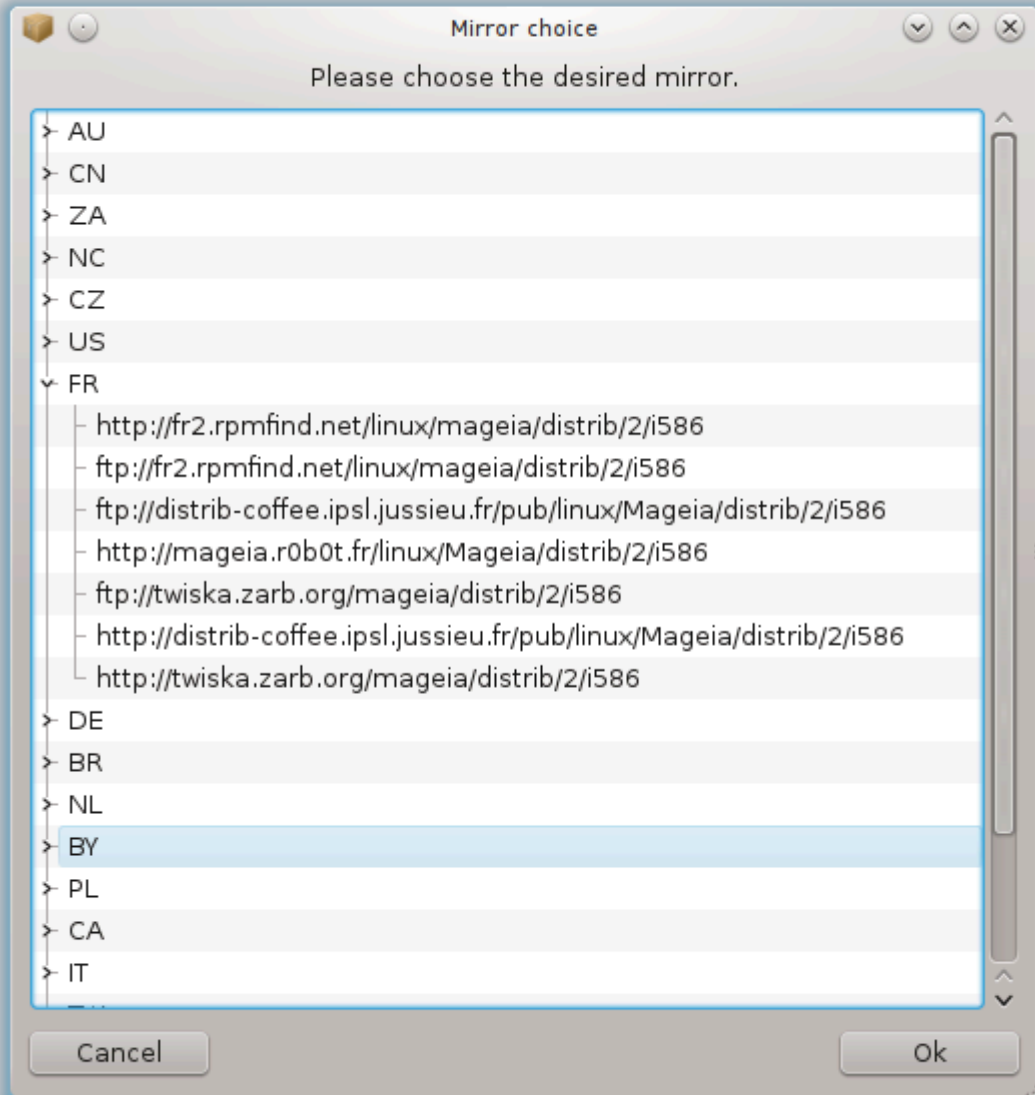 Mirror choice
Please choose the desired mirror.
AU
CN
ZA
NC
CZ
US
FR
http://fr2.rpmfind.net/linux/mageia/distrib/2/i586
ftp://fr2.rpmfind.net/linux/mageia/distrib/2/i586
ftp://distrib-coffee.ipsl.jussieu.fr/pub/linux/Mageia/distrib/2/i586
http://mageia.r0b0t.fr/linux/Mageia/distrib/2/i586
ftp://twiska.zarb.org/mageia/distrib/2/i586
http://distrib-coffee.ipsl.jussieu.fr/pub/linux/Mageia/distrib/2/i586
http://twiska.zarb.org/mageia/distrib/2/i586
DE
BR
NL
BY
PL
CA
IT
Cancel
Ok